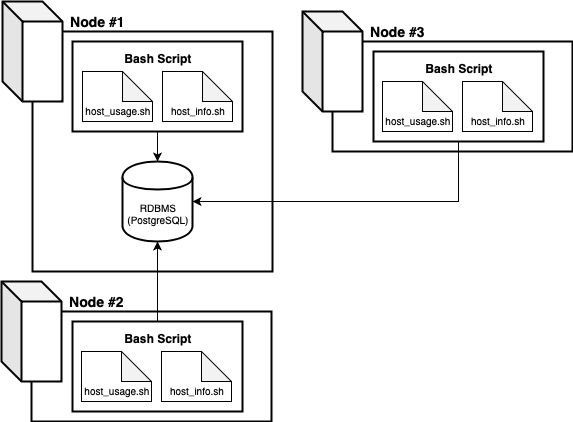 Node #1
Bash Script
host_usage.sh
host_info.sh
RDBMS
(PostgreSQL)
Node #3
Bash Script
host_usage.sh
host_info.sh
Node #2
Bash Script
host_usage.sh
host_info.sh